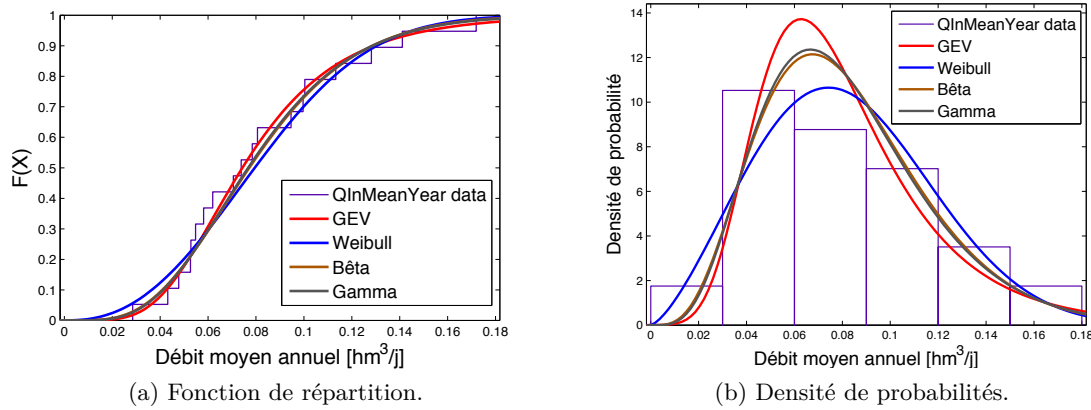 1
0.9
0.8
0.7
0.6
0.5
0.4
0.3
0.2
0.1
0
F(X)
0 0.02 0.04 0.06 0.08 0.1 0.12 0.14 0.16 0.18
Débit moyen annuel [hm³/j]
QInMeanYear data
GEV
Weibull
Bêta
Gamma
(a) Fonction de répartition.
14
12
10
8
6
4
2
0
Densité de probabilité
0 0.02 0.04 0.06 0.08 0.1 0.12 0.14 0.16 0.18
Débit moyen annuel [hm³/j]
QInMeanYear data
GEV
Weibull
Bêta
Gamma
(b) Densité de probabilités.